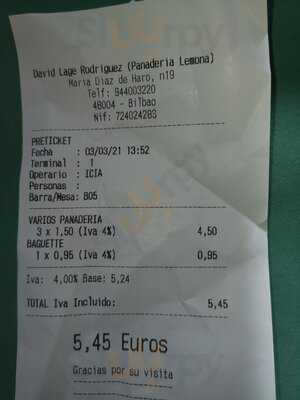 David Lage Rodriguez (Panaderia Lemona)
Maria Diaz de Haro, n19
Telf: 944003220
48004 - Bilbao
Nif: 72402428S
PRETICKET
Fecha : 03/03/21 13:52
Terminal : 1
Operario : ICIA
Personas :
Barra/Mesa: B05
VARIOS PANADERIA
3 x 1,50 (Iva 4%) 4,50
BAGUETTE
1 x 0,95 (Iva 4%) 0,95
Iva: 4,00% Base: 5,24
TOTAL Iva Incluido: 5,45
5,45 Euros
Gracias por su visita